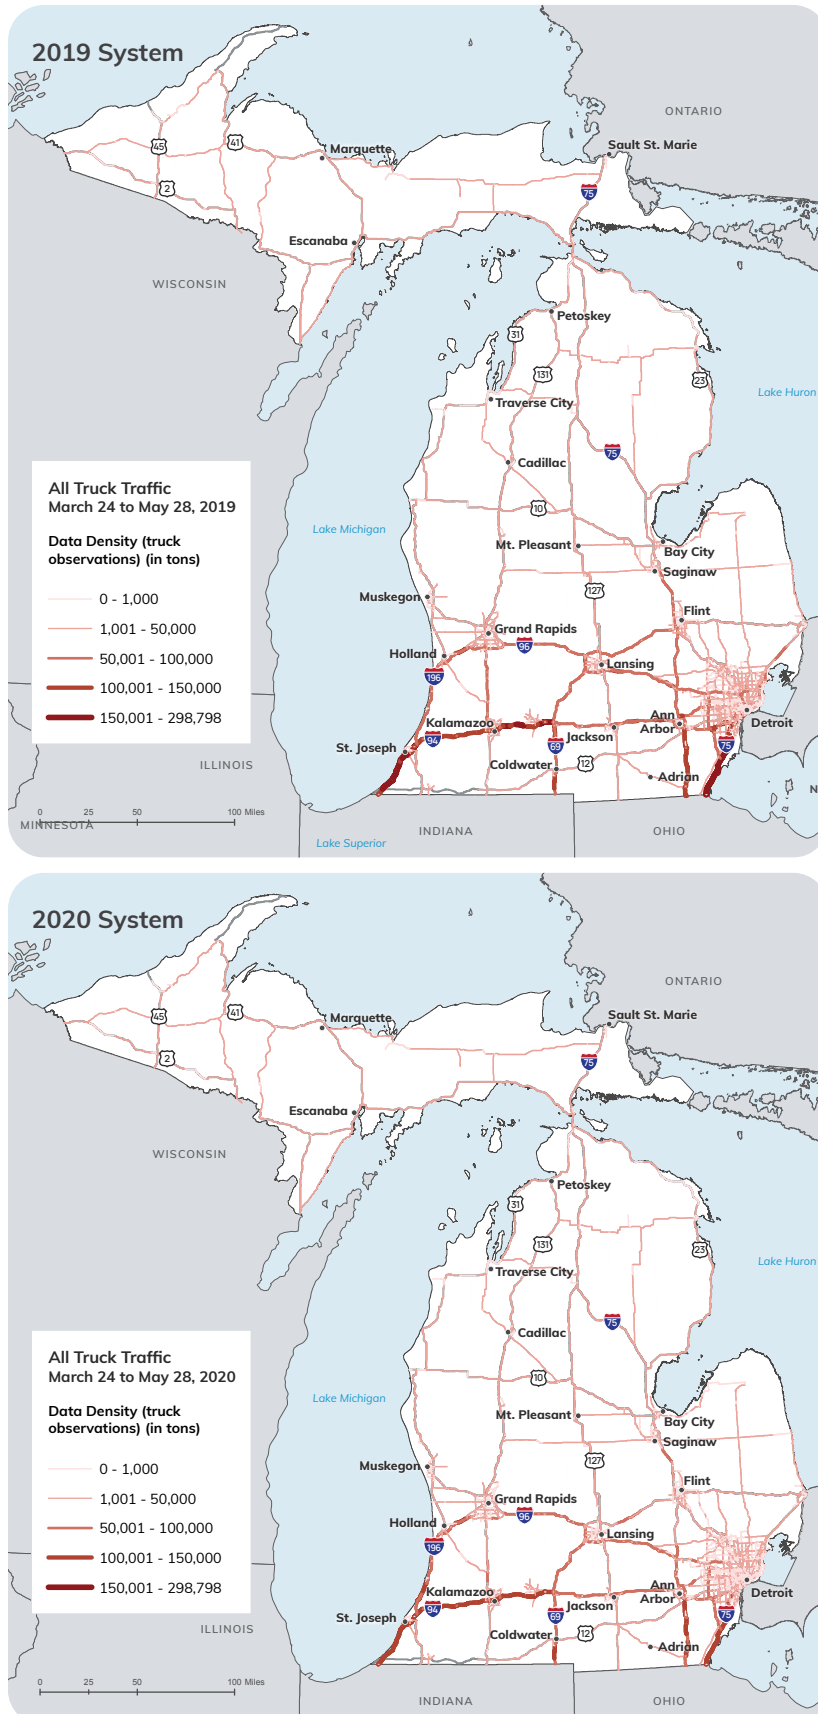 2019 System
ONTARIO
Marquette
Sault St. Marie
45
41
2
75
Escanaba
WISCONSIN
Petoskey
31
131
23
Lake Huron
Traverse City
75
Cadillac
All Truck Traffic
March 24 to May 28, 2019
Data Density (truck
observations) (in tons)
0 - 1,000
1,001 - 50,000
50,001 - 100,000
100,001 - 150,000
150,001 - 298,798
10
Lake Michigan
Mt. Pleasant
Bay City
Saginaw
Muskegon
127
Flint
Grand Rapids
Holland
96
Lansing
196
Kalamazoo
Ann
Arbor
Detroit
94
Jackson
69
75
St. Joseph
Coldwater
12
Adrian
ILLINOIS
N
0 25 50 100 Miles
MINNESOTA
INDIANA
OHIO
Lake Superior
2020 System
ONTARIO
Marquette
Sault St. Marie
45
41
2
75
Escanaba
WISCONSIN
Petoskey
31
131
23
Lake Huron
Traverse City
75
Cadillac
All Truck Traffic
March 24 to May 28, 2020
Data Density (truck
observations) (in tons)
0 - 1,000
1,001 - 50,000
50,001 - 100,000
100,001 - 150,000
150,001 - 298,798
10
Lake Michigan
Mt. Pleasant
Bay City
Saginaw
Muskegon
127
Flint
Grand Rapids
Holland
96
Lansing
196
Kalamazoo
Ann
Arbor
Detroit
94
Jackson
69
75
St. Joseph
Coldwater
12
Adrian
ILLINOIS
0 25 50 100 Miles
INDIANA
OHIO